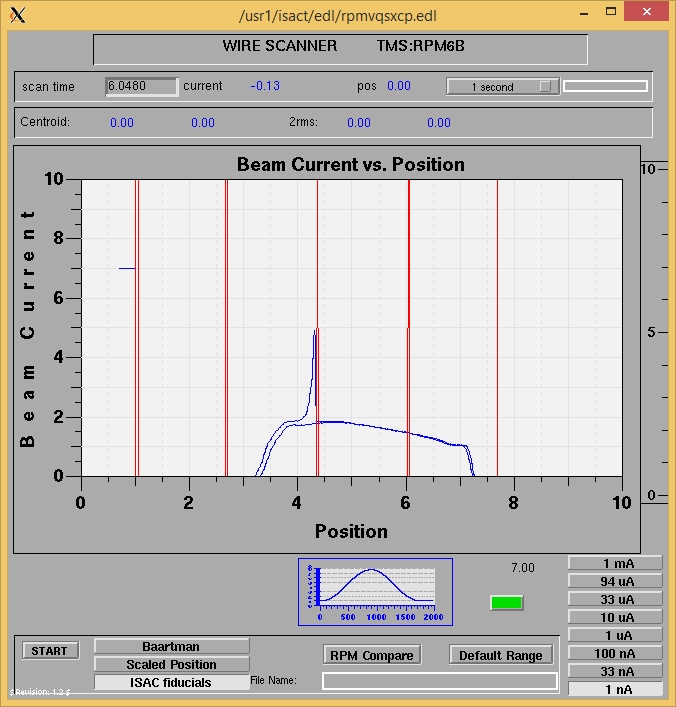 /usr1/isact/edl/rpmvqsxcp.edl
WIRE SCANNER TMS:RPM6B
scan time 6.0480 current -0.13 pos 0.00 1 second
Centroid: 0.00 0.00 2rms: 0.00 0.00
Beam Current vs. Position
Beam Current
10
8
6
4
2
0
10
5
0
0 2 4 6 8 10
Position
8
0 500 1000 1500 2000
7.00
1 mA
94 uA
33 uA
10 uA
1 uA
100 nA
33 nA
1 nA
START
Baartman
Scaled Position
ISAC fiducials
RPM Compare
Default Range
File Name:
$Revision: 1.2 $